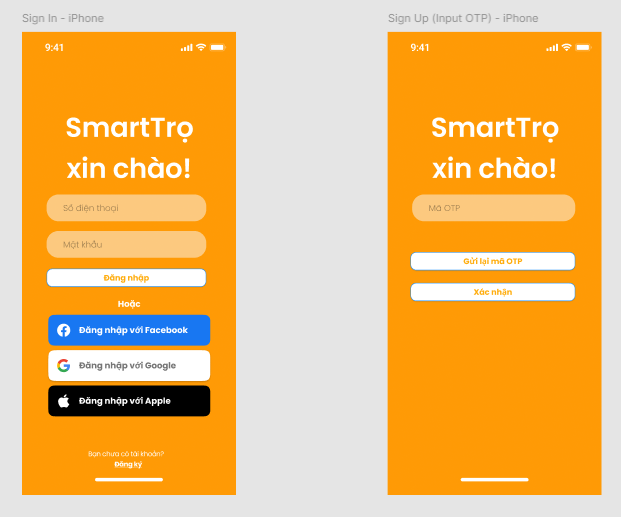 Sign In - iPhone
9:41
SmartTrọ
xin chào!
Số điện thoại
Mật khẩu
Đăng nhập
Hoặc
Đăng nhập với Facebook
Đăng nhập với Google
Đăng nhập với Apple
Bạn chưa có tài khoản?
Đăng ký
Sign Up (Input OTP) - iPhone
9:41
SmartTrọ
xin chào!
Mã OTP
Gửi lại mã OTP
Xác nhận